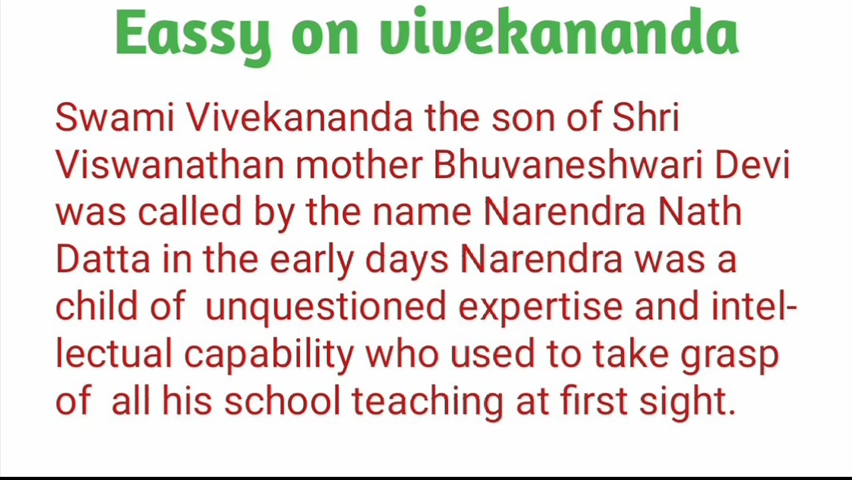 Eassy on vivekananda
Swami Vivekananda the son of Shri
Viswanathan mother Bhuvaneshwari Devi
was called by the name Narendra Nath
Datta in the early days Narendra was a
child of  unquestioned expertise and intel-
lectual capability who used to take grasp
of  all his school teaching at first sight.